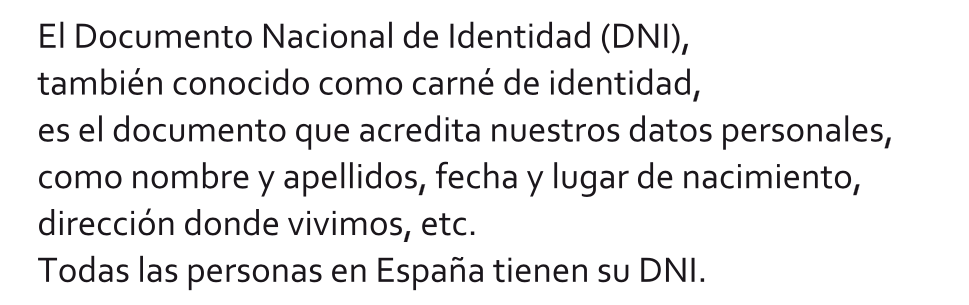 El Documento Nacional de Identidad (DNI),
también conocido como carné de identidad,
es el documento que acredita nuestros datos personales,
como nombre y apellidos, fecha y lugar de nacimiento,
dirección donde vivimos, etc.
Todas las personas en España tienen su DNI.